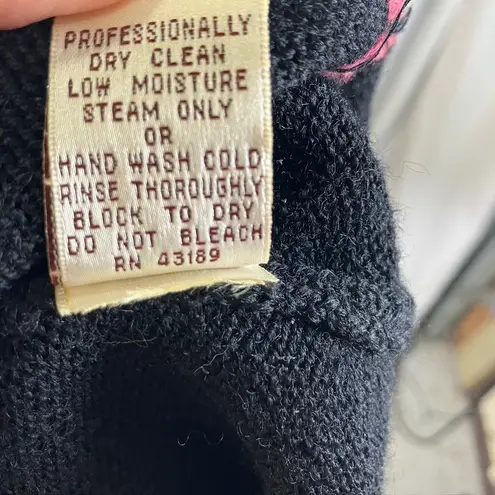 PROFESSIONALLY
DRY CLEAN
LOW MOISTURE
STEAM ONLY
OR
HAND WASH COLD
RINSE THOROUGHLY
BLOCK TO DRY
DO NOT BLEACH
RN 43189